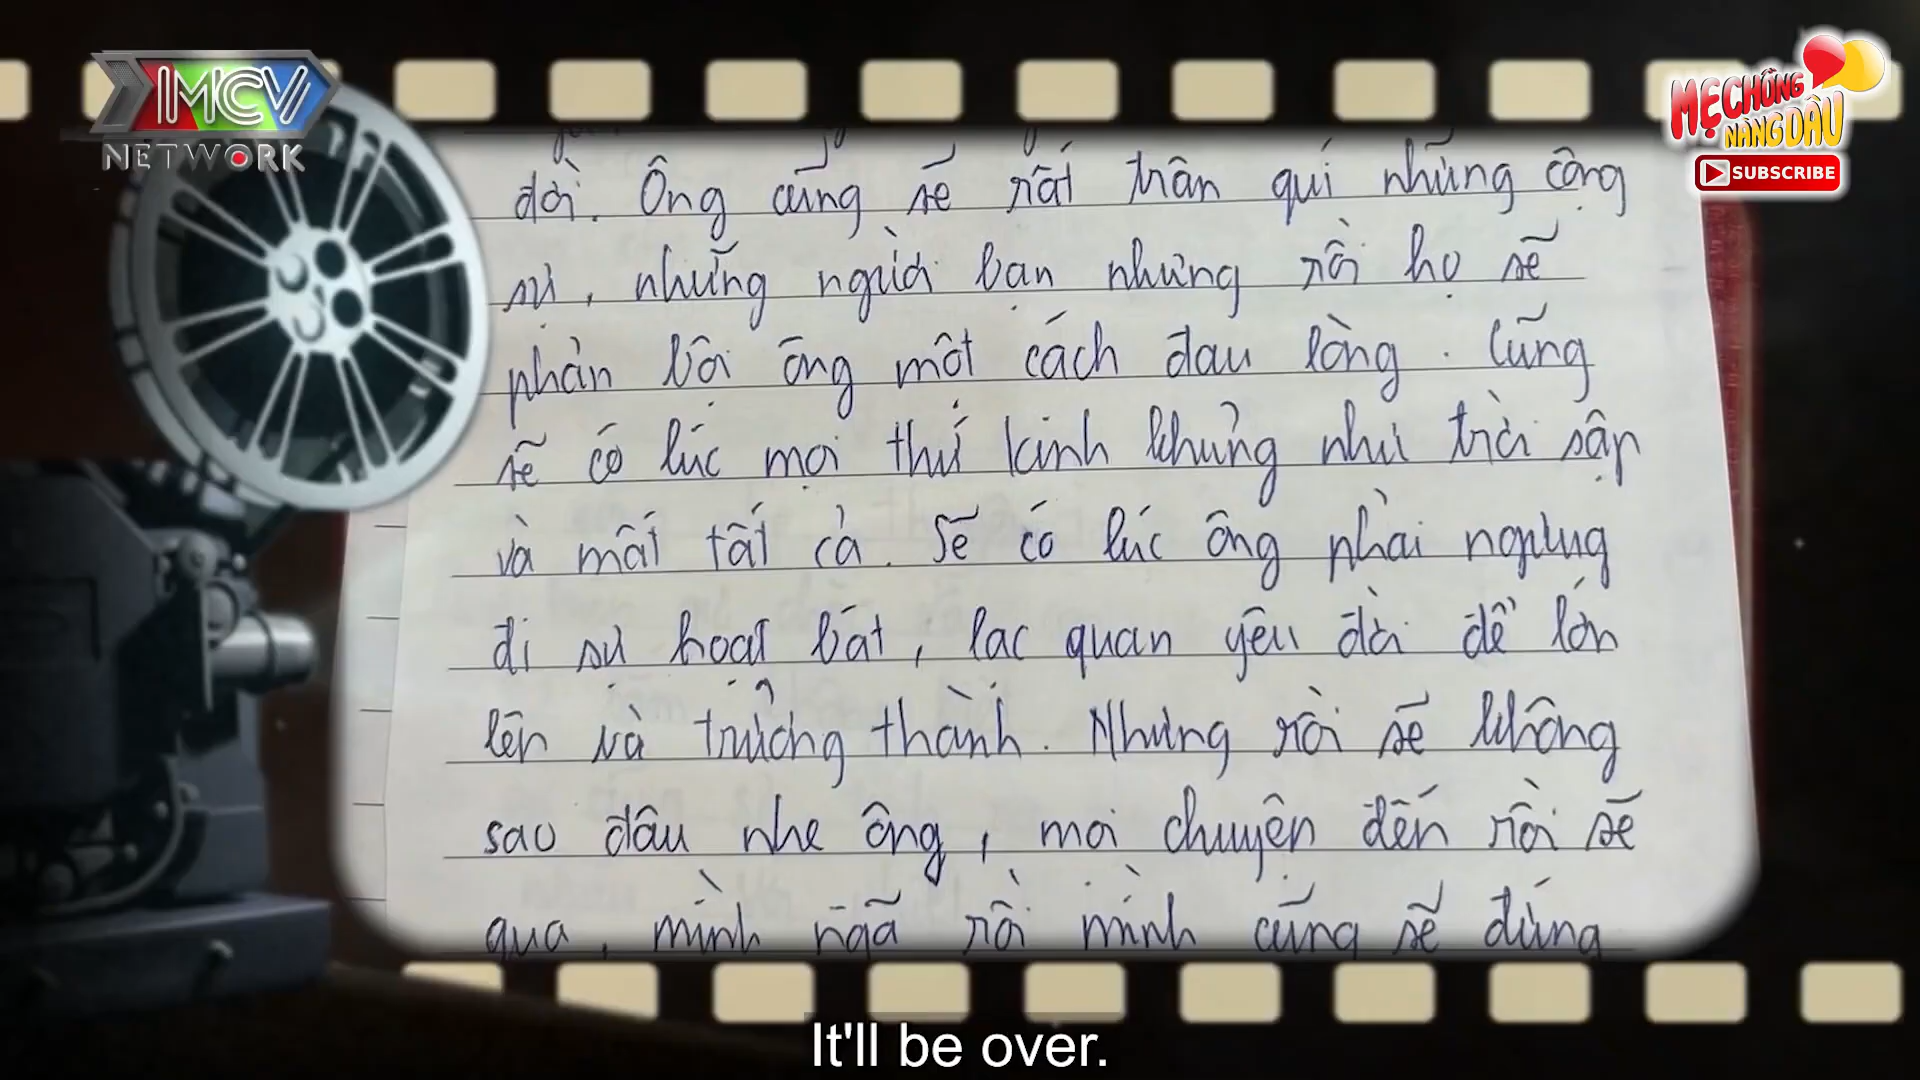 MCV
NETWORK
MẸ CHỒNG
NÀNG DÂU
SUBSCRIBE
đời. Ông cũng sẽ rất trân quí những cộng
sự, những người bạn nhưng rồi họ sẽ
phản bội ông một cách đau lòng. Cũng
sẽ có lúc mọi thứ kinh khủng như trời sập
và mất tất cả. Sẽ có lúc ông phải ngưng
đi sự hoạt bát, lạc quan yêu đời để lớn
lên và trưởng thành. Nhưng rồi sẽ không
sao đâu nhe ông, mọi chuyện đến rồi sẽ
qua, mình ngã rồi mình cũng sẽ đứng
It'll be over.